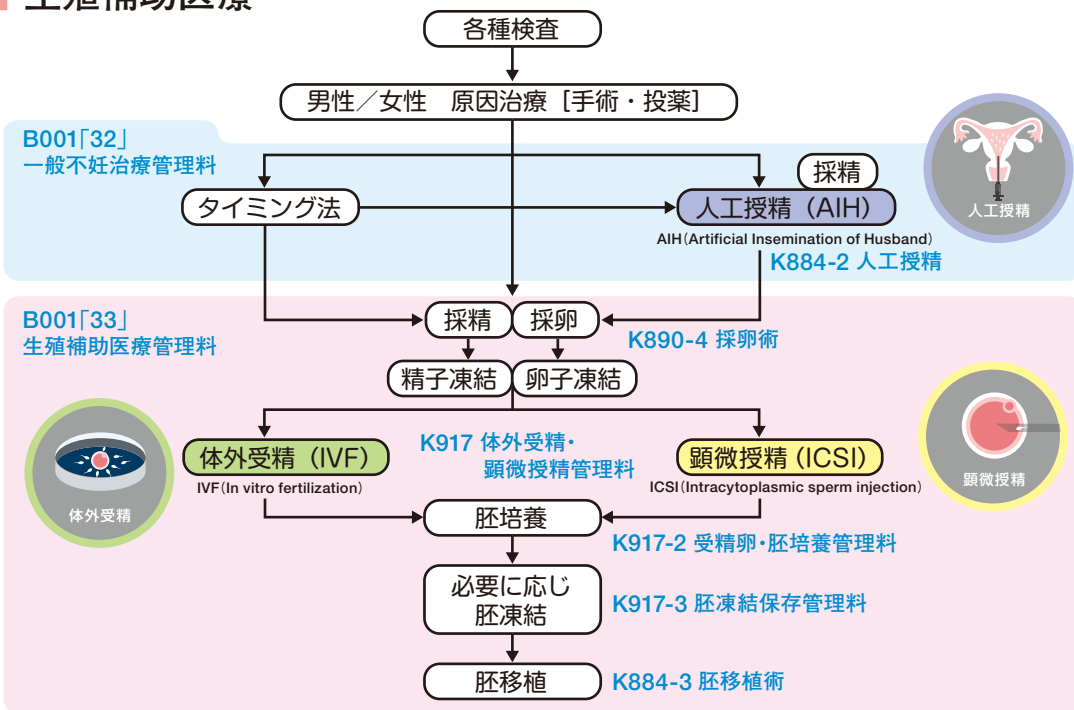 生殖補助医療
各種検査
男性／女性　原因治療［手術・投薬］
B001「32」
一般不妊治療管理料
採精
タイミング法
人工授精（AIH）
人工授精
AIH（Artificial Insemination of Husband）
K884-2 人工授精
B001「33」
生殖補助医療管理料
採精
採卵
K890-4 採卵術
精子凍結
卵子凍結
K917 体外受精・
顕微授精管理料
体外受精（IVF）
IVF（In vitro fertilization）
顕微授精（ICSI）
ICSI（Intracytoplasmic sperm injection）
体外受精
顕微授精
胚培養
K917-2 受精卵・胚培養管理料
必要に応じ
胚凍結
K917-3 胚凍結保存管理料
胚移植
K884-3 胚移植術